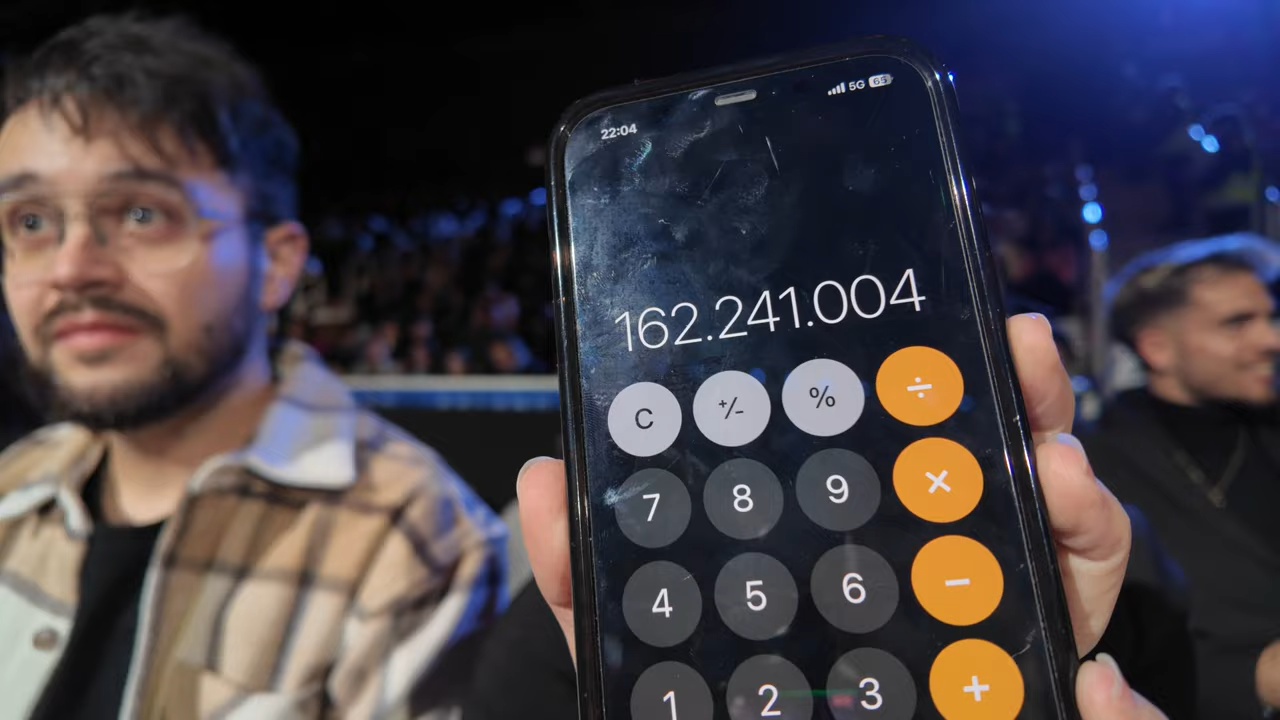 22:04 5G 65
162.241.004
C +/- % ÷
7 8 9 ×
4 5 6 −
1 2 3 +